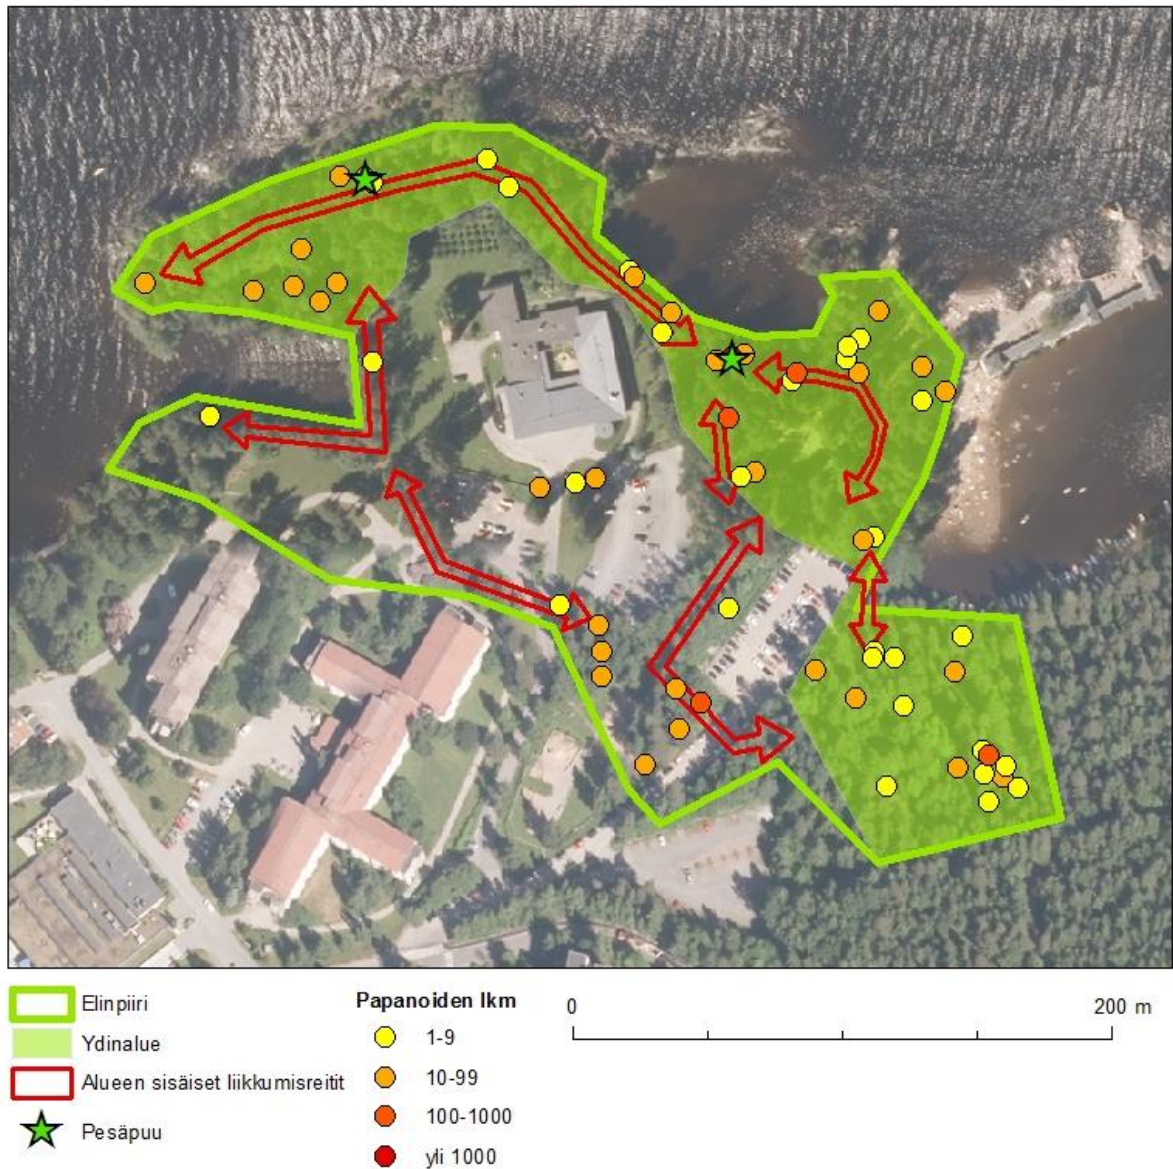 Elinpiiri
Ydinalue
Alueen sisäiset liikkumisreitit
Pesäpuu
Papanoiden lkm
1-9
10-99
100-1000
yli 1000
0
200 m